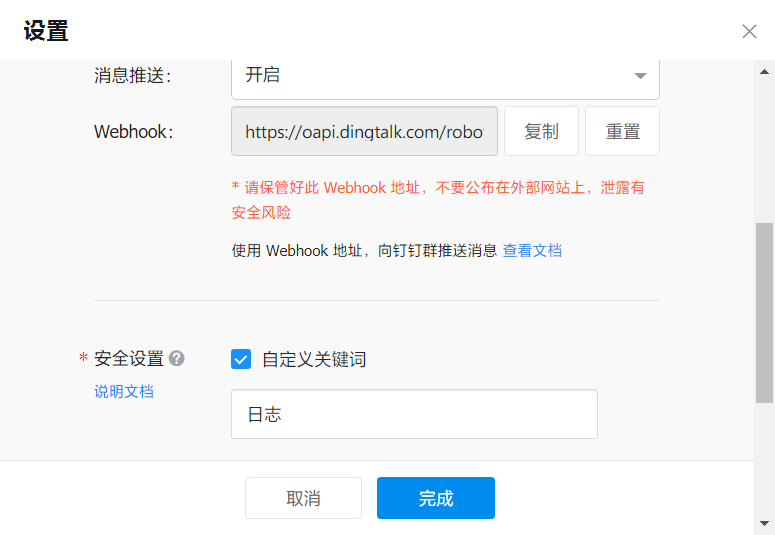 设置
消息推送：
开启
Webhook：
https://oapi.dingtalk.com/robo
复制
重置
* 请保管好此 Webhook 地址，不要公布在外部网站上，泄露有
安全风险
使用 Webhook 地址，向钉钉群推送消息 查看文档
* 安全设置 ?
自定义关键词
说明文档
日志
取消
完成